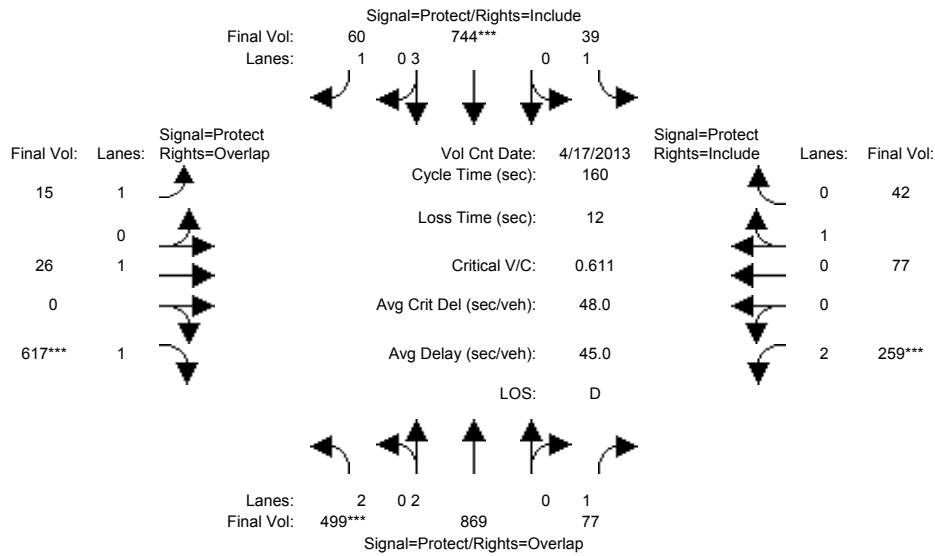 Signal=Protect/Rights=Include
Final Vol: 60 744*** 39
Lanes: 1 0 3 0 1
Signal=Protect Signal=Protect
Final Vol: Lanes: Rights=Overlap Vol Cnt Date: 4/17/2013 Rights=Include Lanes: Final Vol:
Cycle Time (sec): 160
15 1 0 42
Loss Time (sec): 12
0 1
26 1 Critical V/C: 0.611 0 77
0 Avg Crit Del (sec/veh): 48.0 0
617*** 1 Avg Delay (sec/veh): 45.0 2 259***
LOS: D
Lanes: 2 0 2 0 1
Final Vol: 499*** 869 77
Signal=Protect/Rights=Overlap